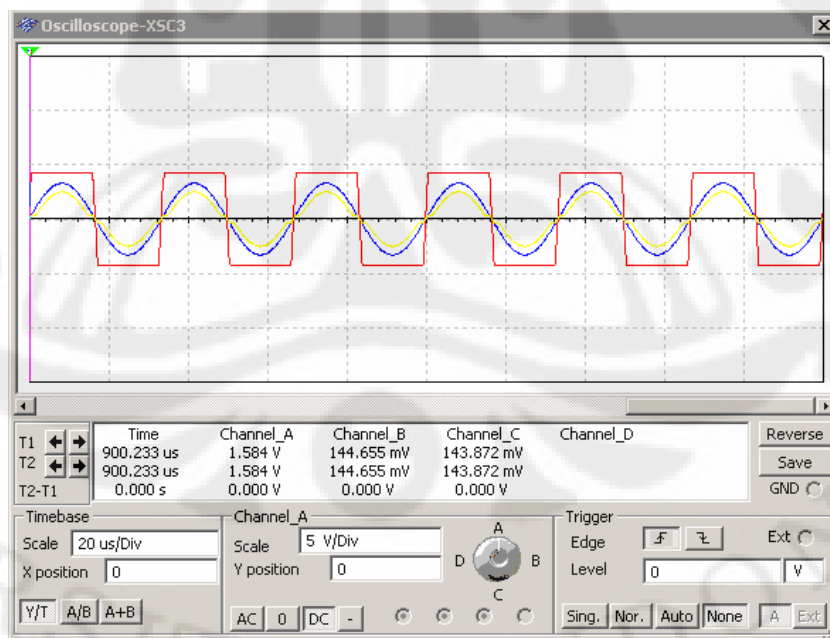 Oscilloscope-XSC3
T1
T2
T2-T1
Time Channel_A Channel_B Channel_C Channel_D
900.233 us 1.584 V 144.655 mV 143.872 mV
900.233 us 1.584 V 144.655 mV 143.872 mV
0.000 s 0.000 V 0.000 V 0.000 V
Reverse
Save
GND
Timebase
Scale 20 us/Div
X position 0
Y/T A/B A+B
Channel_A
Scale 5 V/Div
Y position 0
AC 0 DC -
A
D B
C
Trigger
Edge Ext
Level 0 V
Sing. Nor. Auto None A Ext